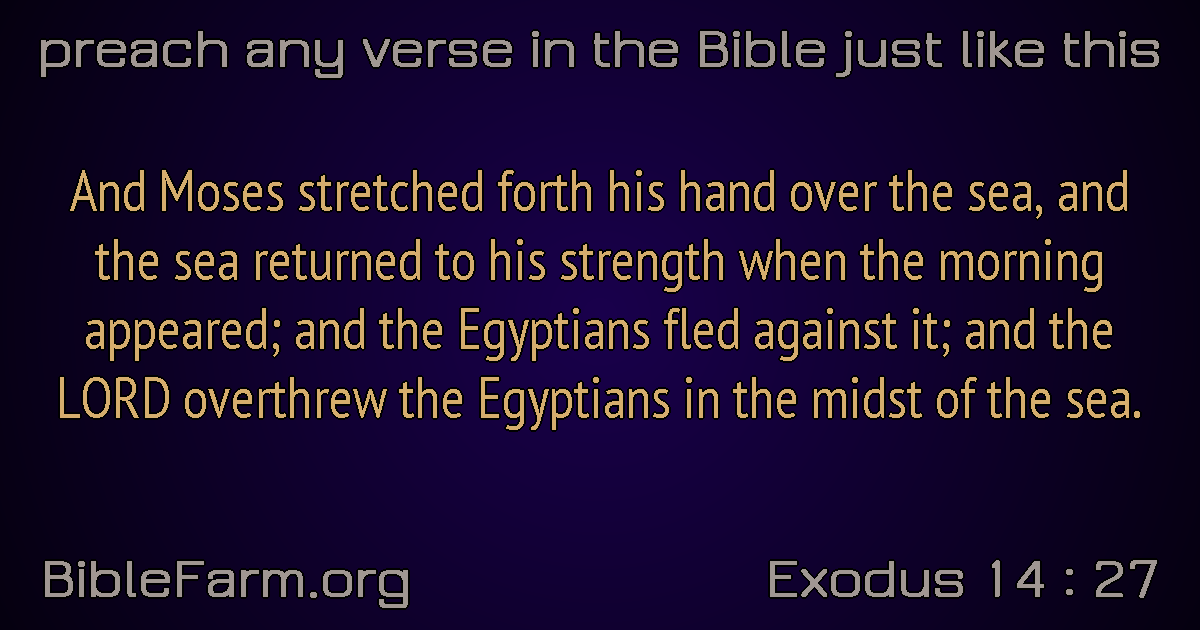 preach any verse in the Bible just like this
And Moses stretched forth his hand over the sea, and
the sea returned to his strength when the morning
appeared; and the Egyptians fled against it; and the
LORD overthrew the Egyptians in the midst of the sea.
BibleFarm.org
Exodus 14 : 27